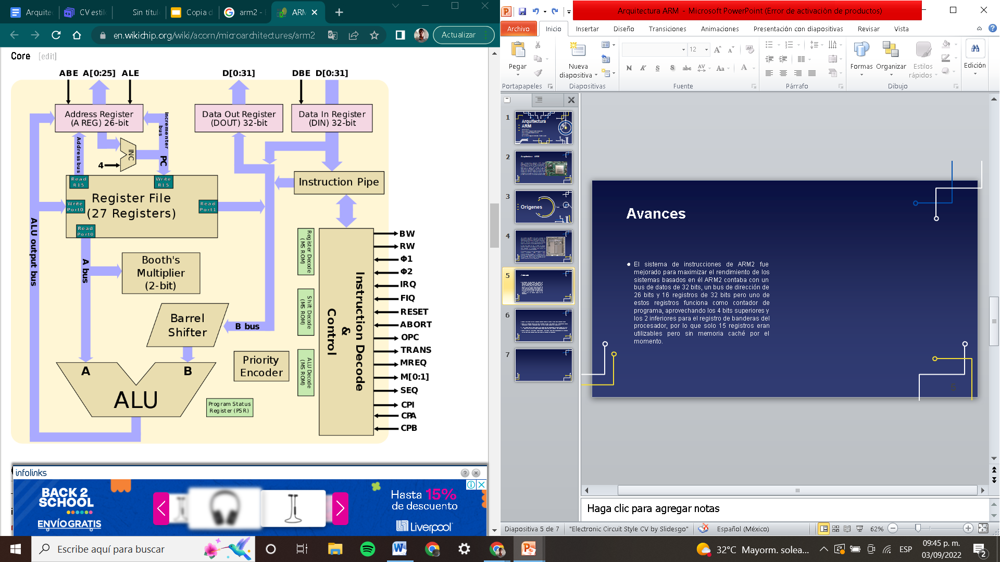 Arquite
CV estilo
Sin títul
Copia d
arm2 -
ARM
en.wikichip.org/wiki/acorn/microarchitectures/arm2
Actualizar
Core [edit]
ABE A[0:25] ALE
D[0:31]
DBE D[0:31]
Address Register
(A REG) 26-bit
Data Out Register
(DOUT) 32-bit
Data In Register
(DIN) 32-bit
Incrementer
bus
Address bus
INC
PC
4
Read
R15
Write
R15
Instruction Pipe
Register File
(27 Registers)
Write
Port0
Read
Port1
Read
Port0
ALU output bus
A bus
Booth's
Multiplier
(2-bit)
Barrel
Shifter
B bus
A
B
ALU
Priority
Encoder
Program Status
Register (PSR)
Register Decode
(MS ROM)
Shift Decode
(MS ROM)
ALU Decode
(MS ROM)
Instruction Decode
&
Control
BW
RW
Φ1
Φ2
IRQ
FIQ
RESET
ABORT
OPC
TRANS
MREQ
M[0:1]
SEQ
CPI
CPA
CPB
infolinks
BACK 2
SCHOOL
ENVÍO GRATIS
Hasta 15%
de descuento
Liverpool
Arquitectura ARM - Microsoft PowerPoint (Error de activación de productos)
Archivo
Inicio
Insertar
Diseño
Transiciones
Animaciones
Presentación con diapositivas
Revisar
Vista
Pegar
Nueva
diapositiva
12
N K S S abc AV Aa A
Formas
Organizar
Estilos
rápidos
Edición
Portapapeles
Diapositivas
Fuente
Párrafo
Dibujo
1
Arquitectura
ARM
2
Arquitectura ARM
3
Origenes
4
5
Avances
6
7
Avances
El sistema de instrucciones de ARM2 fue
mejorado para maximizar el rendimiento de los
sistemas basados en él ARM2 contaba con un
bus de datos de 32 bits, un bus de dirección de
26 bits y 16 registros de 32 bits pero uno de
estos registros funciona como contador de
programa, aprovechando los 4 bits superiores y
los 2 inferiores para el registro de banderas del
procesador, por lo que solo 15 registros eran
utilizables pero sin memoria caché por el
momento.
5
Haga clic para agregar notas
Diapositiva 5 de 7
"Electronic Circuit Style CV by Slidesgo"
Español (México)
62%
Escribe aquí para buscar
32°C Mayorm. solea...
ESP
09:45 p. m.
03/09/2022
2